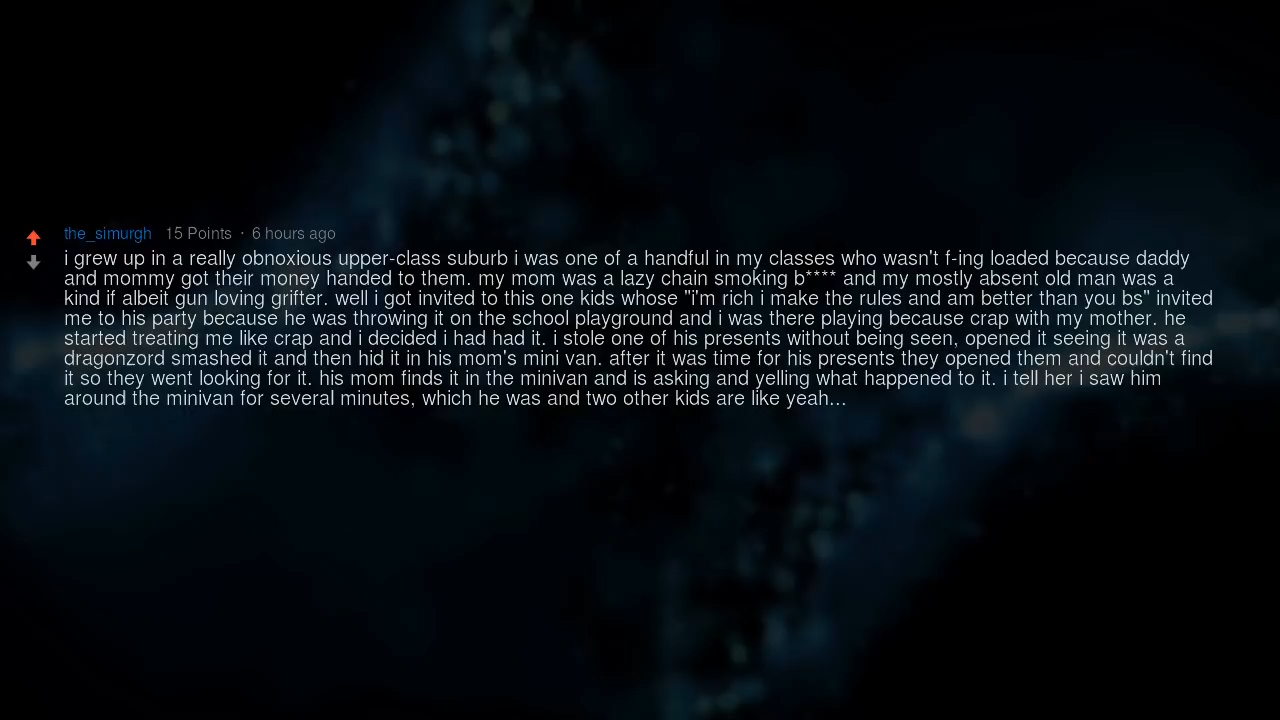 the_simurgh 15 Points · 6 hours ago
i grew up in a really obnoxious upper-class suburb i was one of a handful in my classes who wasn't f-ing loaded because daddy
and mommy got their money handed to them. my mom was a lazy chain smoking b**** and my mostly absent old man was a
kind if albeit gun loving grifter. well i got invited to this one kids whose "i'm rich i make the rules and am better than you bs" invited
me to his party because he was throwing it on the school playground and i was there playing because crap with my mother. he
started treating me like crap and i decided i had had it. i stole one of his presents without being seen, opened it seeing it was a
dragonzord smashed it and then hid it in his mom's mini van. after it was time for his presents they opened them and couldn't find
it so they went looking for it. his mom finds it in the minivan and is asking and yelling what happened to it. i tell her i saw him
around the minivan for several minutes, which he was and two other kids are like yeah...